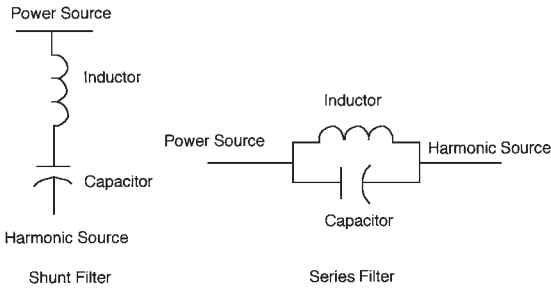 Power Source
Inductor
Capacitor
Harmonic Source
Shunt Filter
Inductor
Power Source
Harmonic Source
Capacitor
Series Filter